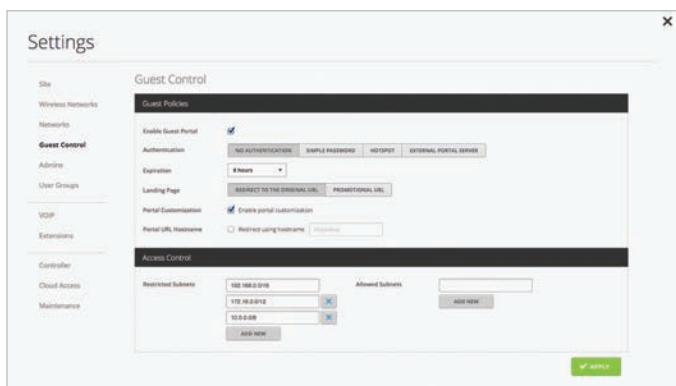 Settings
Site
Wireless Networks
Networks
Guest Control
Admins
User Groups
VOIP
Extensions
Controller
Cloud Access
Maintenance
Guest Control
Guest Policies
Enable Guest Portal
Authentication NO AUTHENTICATION SIMPLE PASSWORD HOTSPOT EXTERNAL PORTAL SERVER
Expiration 8 hours
Landing Page REDIRECT TO THE ORIGINAL URL PROMOTIONAL URL
Portal Customization Enable portal customization
Portal URL Hostname Redirect using hostname
Access Control
Restricted Subnets 192.168.0.0/16 Allowed Subnets
172.16.0.0/12 ADD NEW
10.0.0.0/8
ADD NEW
APPLY